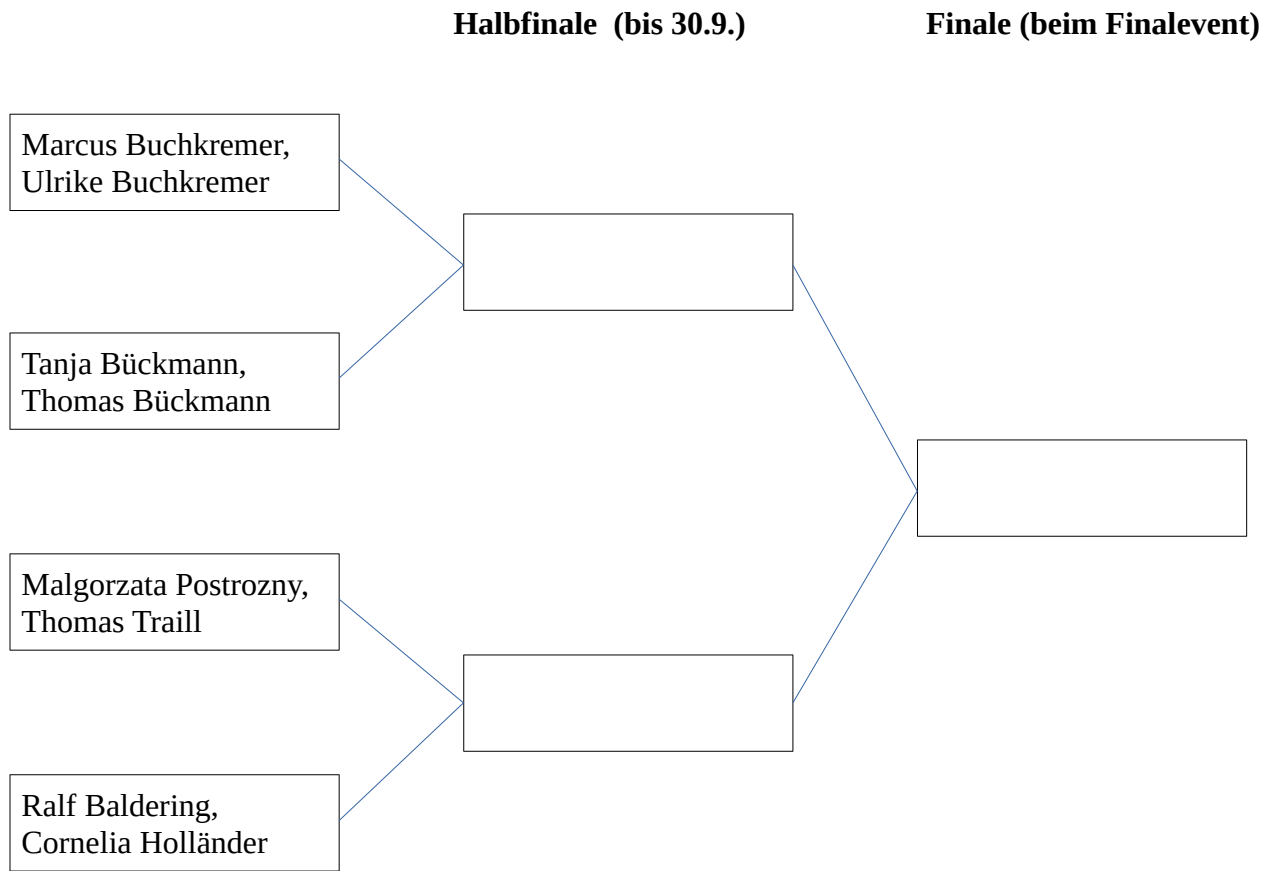 Halbfinale  (bis 30.9.)
Finale (beim Finalevent)
Marcus Buchkremer,
Ulrike Buchkremer
Tanja Bückmann,
Thomas Bückmann
Malgorzata Postrozny,
Thomas Traill
Ralf Baldering,
Cornelia Holländer